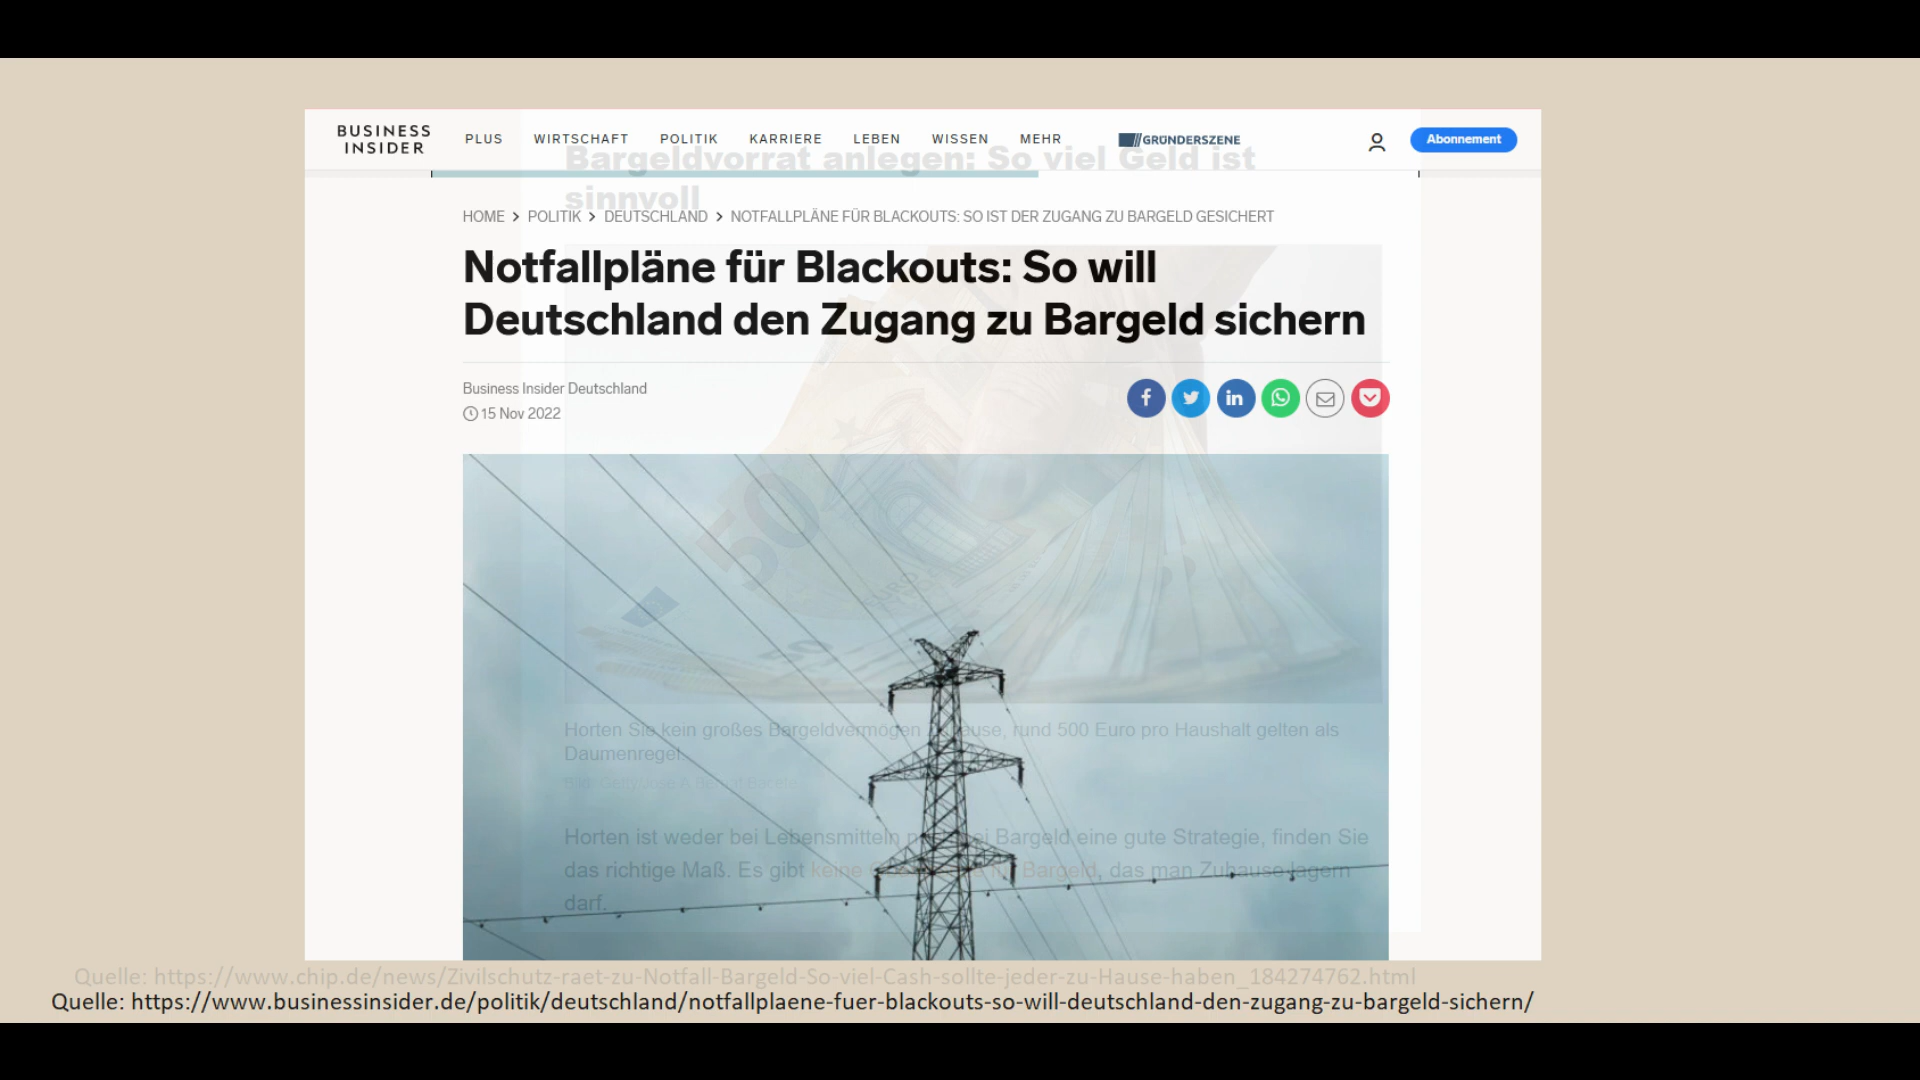 BUSINESS
INSIDER
PLUS WIRTSCHAFT POLITIK KARRIERE LEBEN WISSEN MEHR GRÜNDERSZENE Abonnement
Bargeldvorrat anlegen: So viel Geld ist
sinnvoll
HOME > POLITIK > DEUTSCHLAND > NOTFALLPLÄNE FÜR BLACKOUTS: SO IST DER ZUGANG ZU BARGELD GESICHERT
Notfallpläne für Blackouts: So will
Deutschland den Zugang zu Bargeld sichern
Business Insider Deutschland
15 Nov 2022
50
EURO
Horten Sie kein großes Bargeldvermögen Zuhause, rund 500 Euro pro Haushalt gelten als
Daumenregel.
Horten ist weder bei Lebensmitteln noch bei Bargeld eine gute Strategie, finden Sie
das richtige Maß. Es gibt keine für Bargeld, das man Zuhause lagern
darf.
Quelle: https://www.chip.de/news/Zivilschutz-raet-zu-Notfall-Bargeld-So-viel-Cash-sollte-jeder-zu-Hause-haben_184274762.html
Quelle: https://www.businessinsider.de/politik/deutschland/notfallplaene-fuer-blackouts-so-will-deutschland-den-zugang-zu-bargeld-sichern/